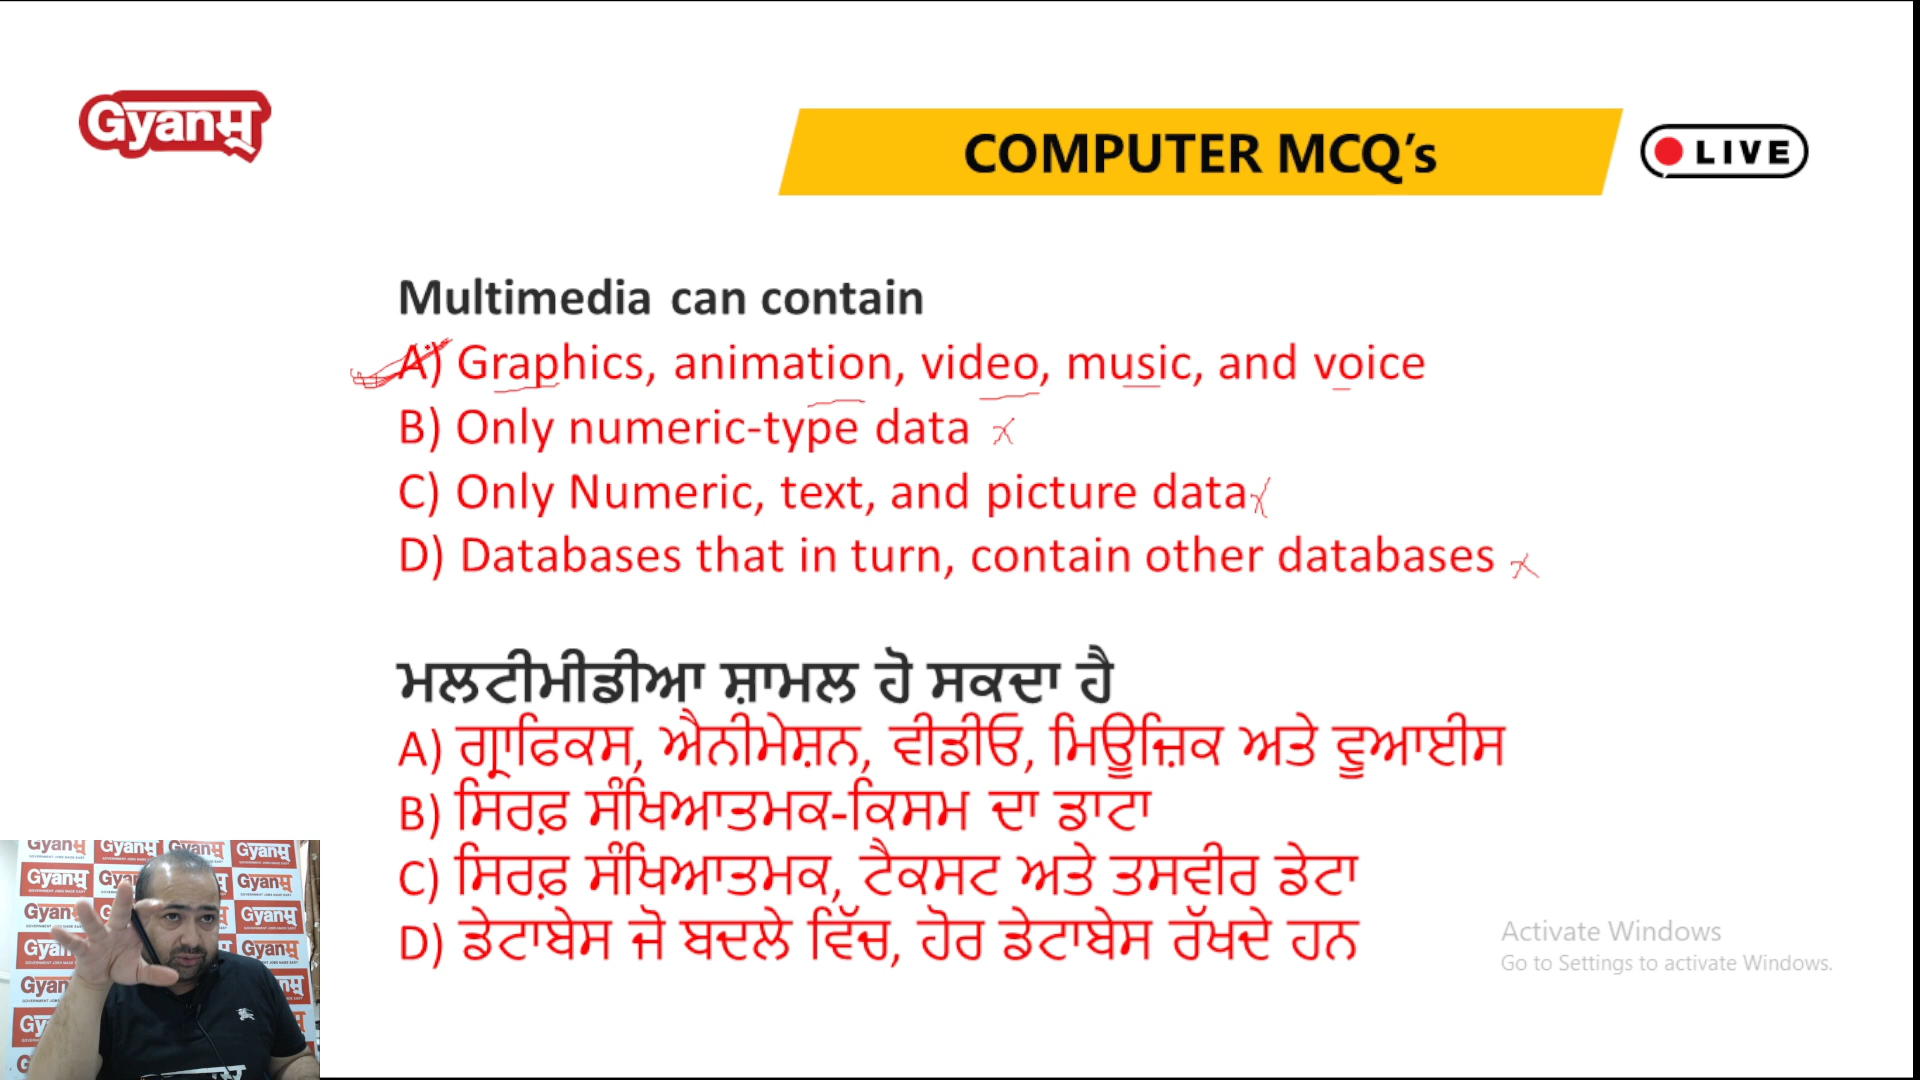 Gyanਸ਼੍ਰ
COMPUTER MCQ’s
LIVE
Multimedia can contain
A) Graphics, animation, video, music, and voice
B) Only numeric-type data
C) Only Numeric, text, and picture data
D) Databases that in turn, contain other databases
ਮਲਟੀਮੀਡੀਆ ਸ਼ਾਮਲ ਹੋ ਸਕਦਾ ਹੈ
A) ਗ੍ਰਾਫਿਕਸ, ਐਨੀਮੇਸ਼ਨ, ਵੀਡੀਓ, ਮਿਊਜ਼ਿਕ ਅਤੇ ਵੂਆਈਸ
B) ਸਿਰਫ਼ ਸੰਖਿਆਤਮਕ-ਕਿਸਮ ਦਾ ਡਾਟਾ
C) ਸਿਰਫ਼ ਸੰਖਿਆਤਮਕ, ਟੈਕਸਟ ਅਤੇ ਤਸਵੀਰ ਡੇਟਾ
D) ਡੇਟਾਬੇਸ ਜੋ ਬਦਲੇ ਵਿੱਚ, ਹੋਰ ਡੇਟਾਬੇਸ ਰੱਖਦੇ ਹਨ
Activate Windows
Go to Settings to activate Windows.